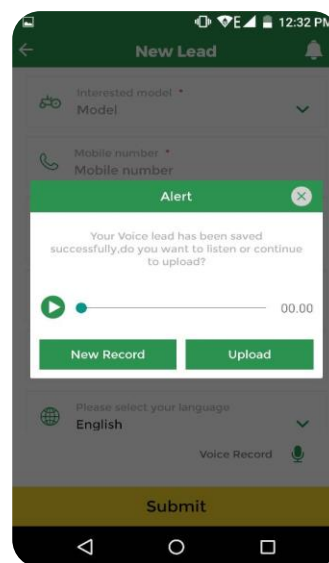 12:32 PM
New Lead
Interested model *
Model
Mobile number *
Mobile number
Alert
Your Voice lead has been saved
successfully,do you want to listen or continue
to upload?
00.00
New Record
Upload
Please select your language
English
Voice Record
Submit